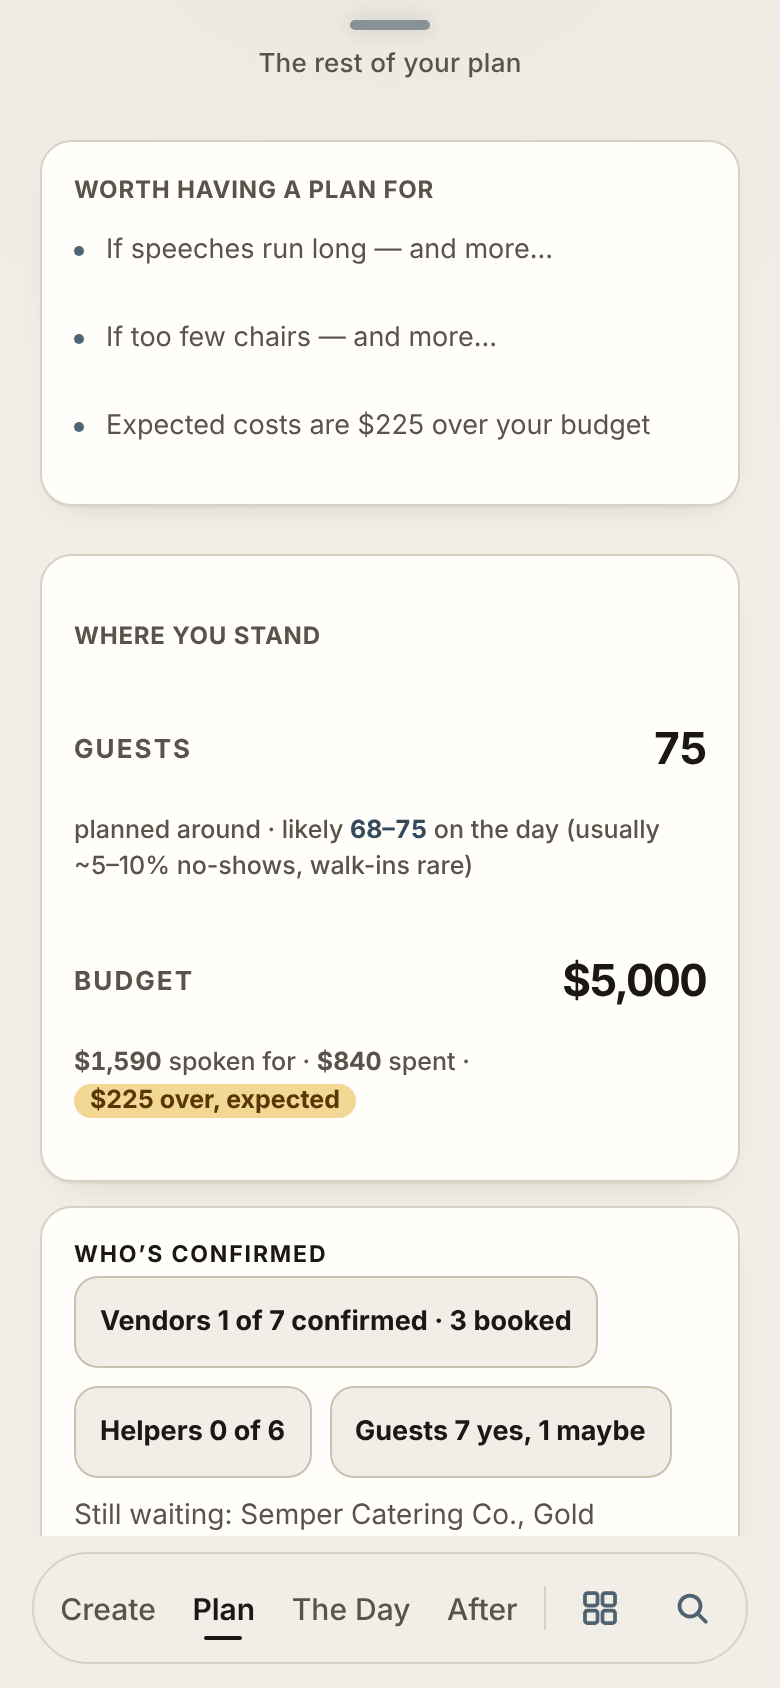 The rest of your plan
WORTH HAVING A PLAN FOR
If speeches run long — and more...
If too few chairs — and more...
Expected costs are $225 over your budget
WHERE YOU STAND
GUESTS
75
planned around · likely 68–75 on the day (usually
~5–10% no-shows, walk-ins rare)
BUDGET
$5,000
$1,590 spoken for · $840 spent ·
$225 over, expected
WHO’S CONFIRMED
Vendors 1 of 7 confirmed · 3 booked
Helpers 0 of 6
Guests 7 yes, 1 maybe
Still waiting: Semper Catering Co., Gold
Create
Plan
The Day
After